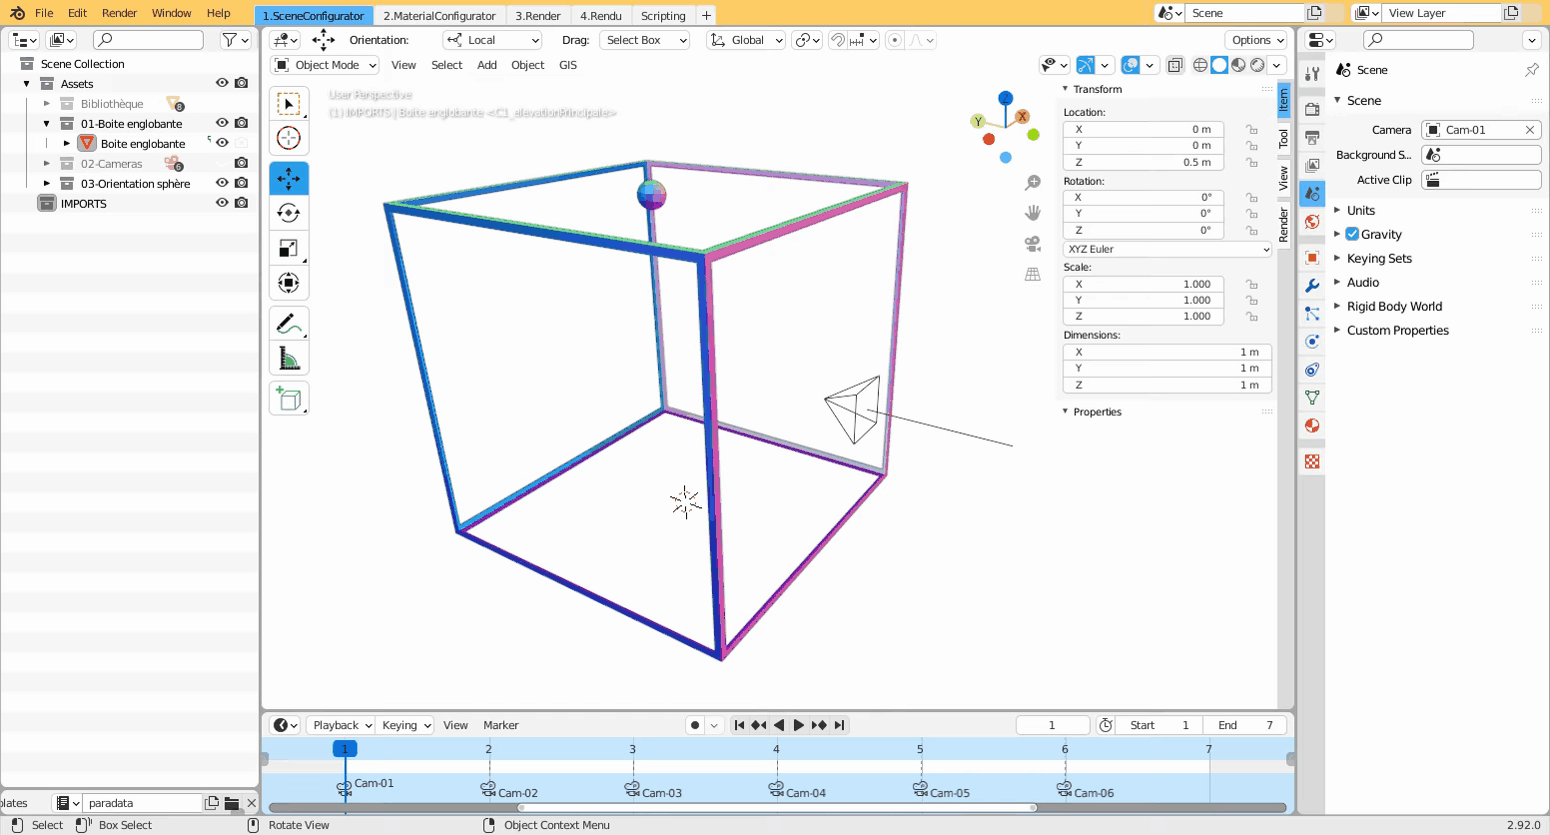 File Edit Render Window Help 1.SceneConfigurator 2.MaterialConfigurator 3.Render 4.Rendu Scripting + Scene View Layer
Orientation: Local Drag: Select Box Global Options
Object Mode View Select Add Object GIS
User Perspective
(1) IMPORTS | Boite englobante <C1_elevationPrincipale>
Scene Collection
Assets
Bibliothèque 8
01-Boite englobante
Boite englobante
02-Cameras 6
03-Orientation sphère
IMPORTS
Z
Y
X
Transform
Location:
X 0 m
Y 0 m
Z 0.5 m
Rotation:
X 0°
Y 0°
Z 0°
XYZ Euler
Scale:
X 1.000
Y 1.000
Z 1.000
Dimensions:
X 1 m
Y 1 m
Z 1 m
Properties
Item
Tool
View
Render
Scene
Scene
Camera Cam-01
Background S...
Active Clip
Units
Gravity
Keying Sets
Audio
Rigid Body World
Custom Properties
Playback Keying View Marker 1 Start 1 End 7
1 2 3 4 5 6 7
Cam-01 Cam-02 Cam-03 Cam-04 Cam-05 Cam-06
lates paradata
Select Box Select Rotate View Object Context Menu 2.92.0